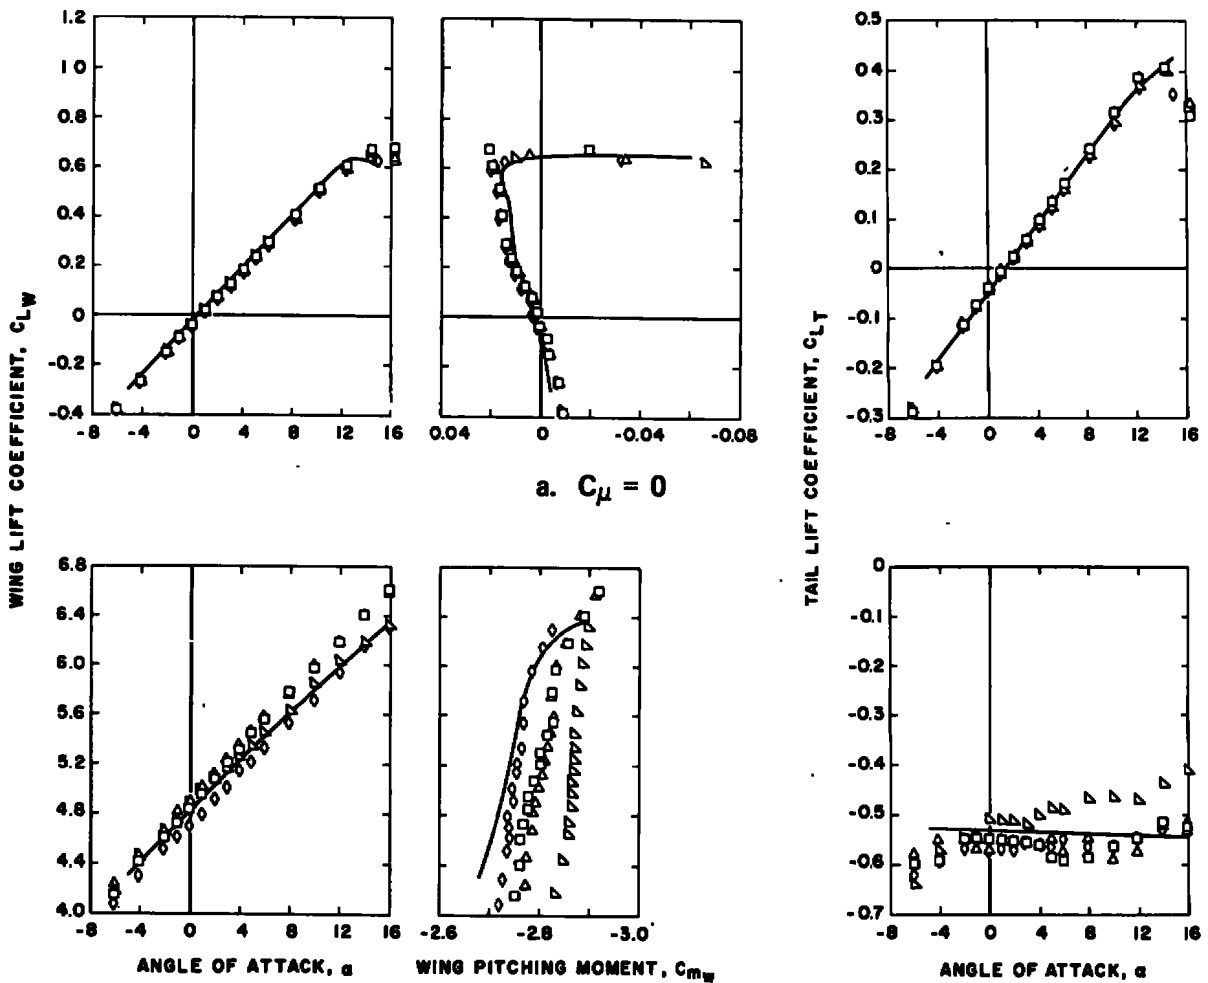 WING LIFT COEFFICIENT, CLW
1.2
1 0
0.8
0.6
0.4
0.2
0
-0.2
-0.4
-8 -4 0 4 8 12 16
0.04 0 -0.04 -0.08
a. Cμ = 0
TAIL LIFT COEFFICIENT, CLT
0.5
0.4
0.3
0.2
0.1
0
-0.1
-0.2
-0.3
-8 -4 0 4 8 12 16
6.8
6.4
6.0
5.6
5.2
4.8
4.4
4.0
-8 -4 0 4 8 12 16
ANGLE OF ATTACK, α
-2.6 -2.8 -3.0
WING PITCHING MOMENT, CmW
0
-0.1
-0.2
-0.3
-0.4
-0.5
-0.6
-0.7
-8 -4 0 4 8 12 16
ANGLE OF ATTACK, α